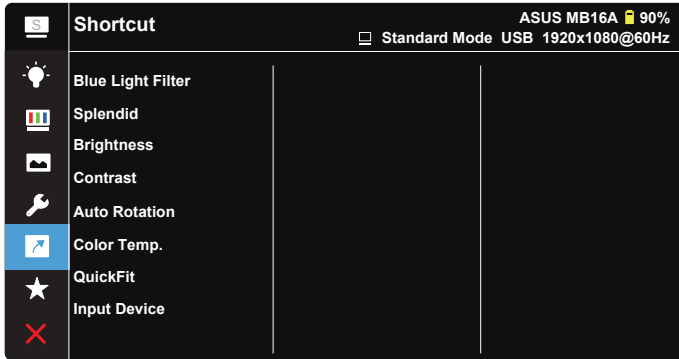 S
Shortcut
ASUS MB16A 90%
Standard Mode USB 1920x1080@60Hz
Blue Light Filter
Splendid
Brightness
Contrast
Auto Rotation
Color Temp.
QuickFit
Input Device